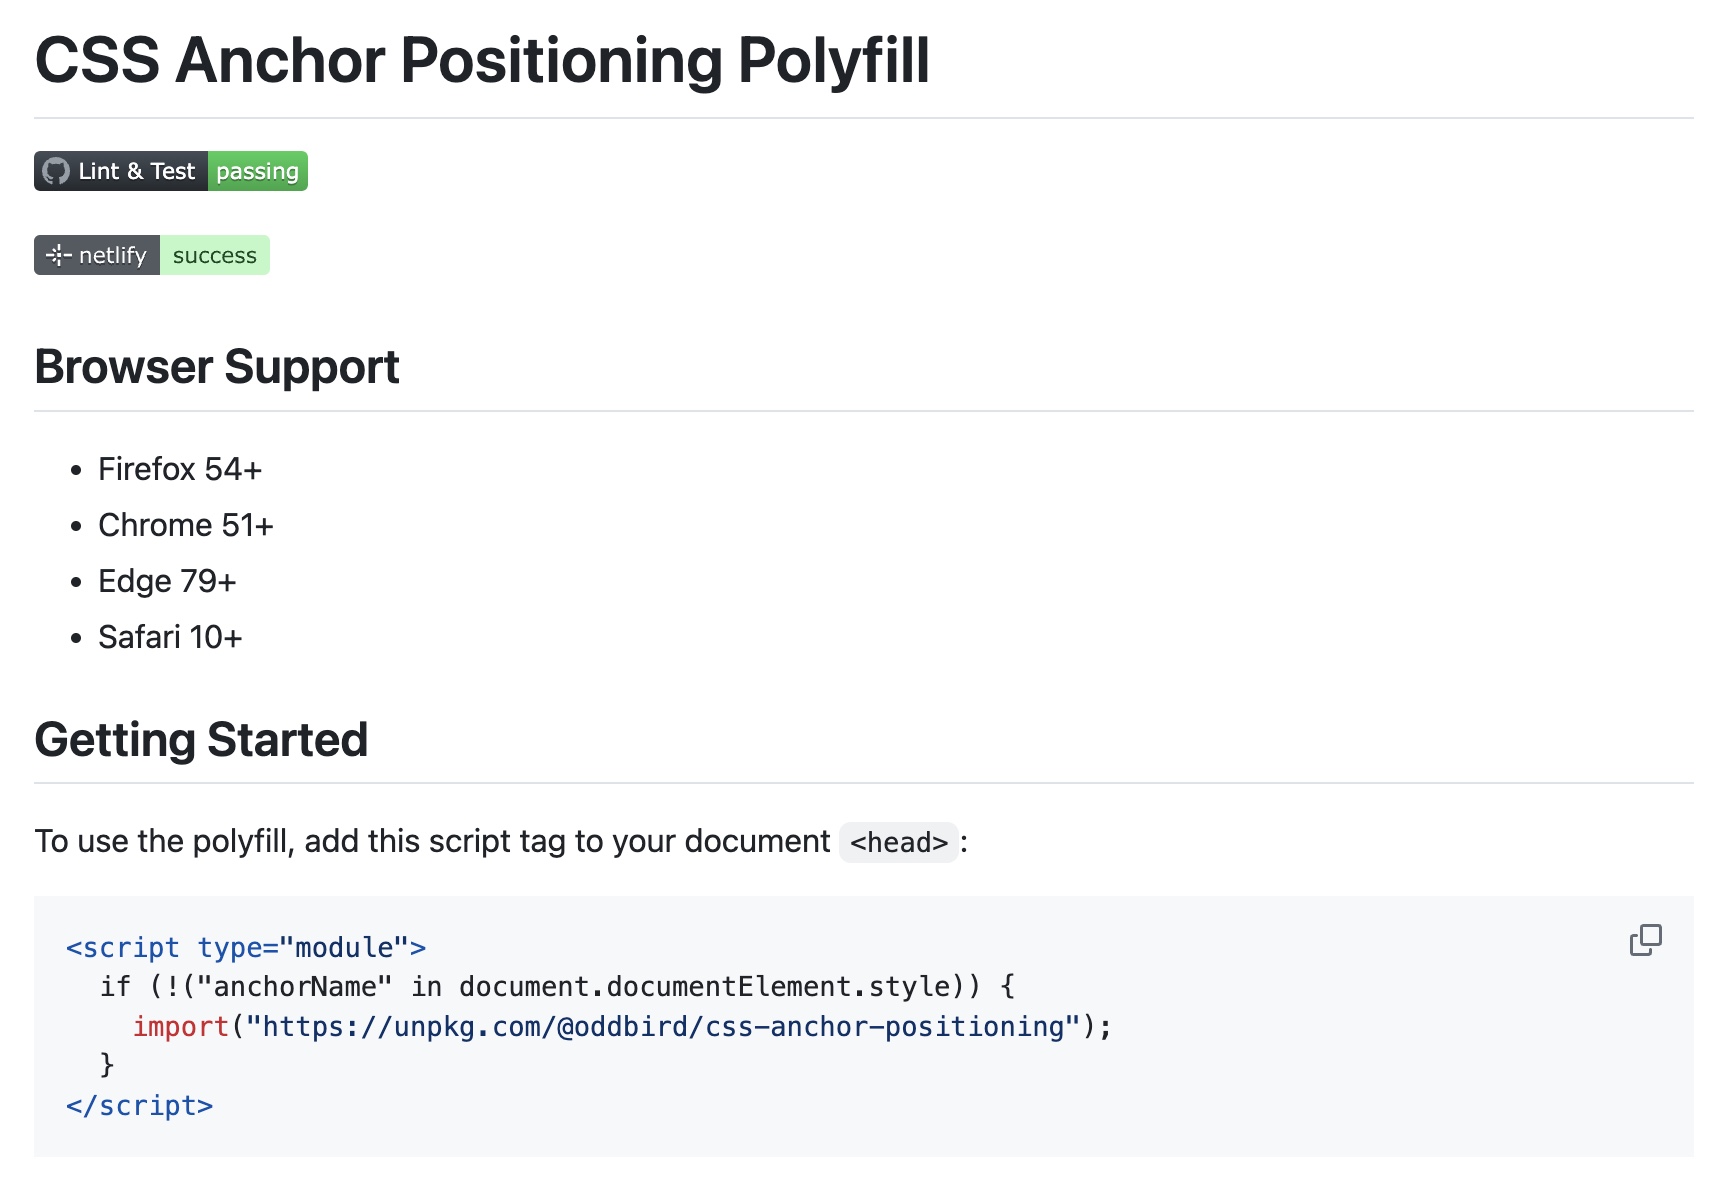 CSS Anchor Positioning Polyfill
Lint & Test passing
netlify success
Browser Support
• Firefox 54+
• Chrome 51+
• Edge 79+
• Safari 10+
Getting Started
To use the polyfill, add this script tag to your document <head>:
<script type="module">
  if (!("anchorName" in document.documentElement.style)) {
    import("https://unpkg.com/@oddbird/css-anchor-positioning");
  }
</script>